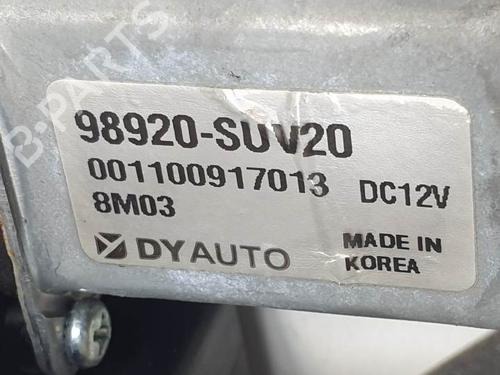 B-PARTS
98920-SUV20
001100917013 DC12V
8M03
DYAUTO MADE IN
KOREA